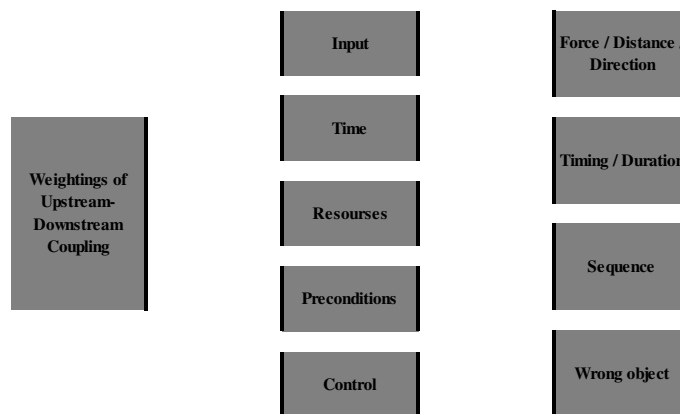 Weightings of
Upstream-
Downstream
Coupling
Input
Time
Resourses
Preconditions
Control
Force / Distance /
Direction
Timing / Duration
Sequence
Wrong object